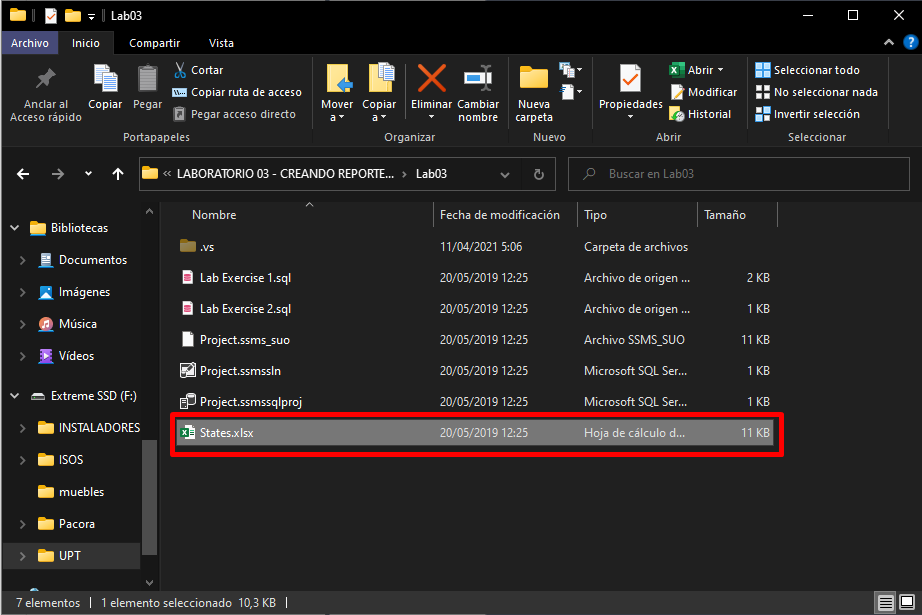 Lab03
Archivo Inicio Compartir Vista
Anclar al Acceso rápido
Copiar
Pegar
Cortar
Copiar ruta de acceso
Pegar acceso directo
Portapapeles
Mover a
Copiar a
Eliminar
Cambiar nombre
Organizar
Nueva carpeta
Nuevo
Propiedades
Abrir
Modificar
Historial
Abrir
Seleccionar todo
No seleccionar nada
Invertir selección
Seleccionar
« LABORATORIO 03 - CREANDO REPORTE... > Lab03
Buscar en Lab03
Bibliotecas
Documentos
Imágenes
Música
Vídeos
Extreme SSD (F:)
INSTALADORES
ISOS
muebles
Pacora
UPT
Nombre Fecha de modificación Tipo Tamaño
.vs 11/04/2021 5:06 Carpeta de archivos
Lab Exercise 1.sql 20/05/2019 12:25 Archivo de origen ... 2 KB
Lab Exercise 2.sql 20/05/2019 12:25 Archivo de origen ... 1 KB
Project.ssms_suo 20/05/2019 12:25 Archivo SSMS_SUO 11 KB
Project.ssmssln 20/05/2019 12:25 Microsoft SQL Ser... 1 KB
Project.ssmssqlproj 20/05/2019 12:25 Microsoft SQL Ser... 1 KB
States.xlsx 20/05/2019 12:25 Hoja de cálculo d... 11 KB
7 elementos | 1 elemento seleccionado 10,3 KB |